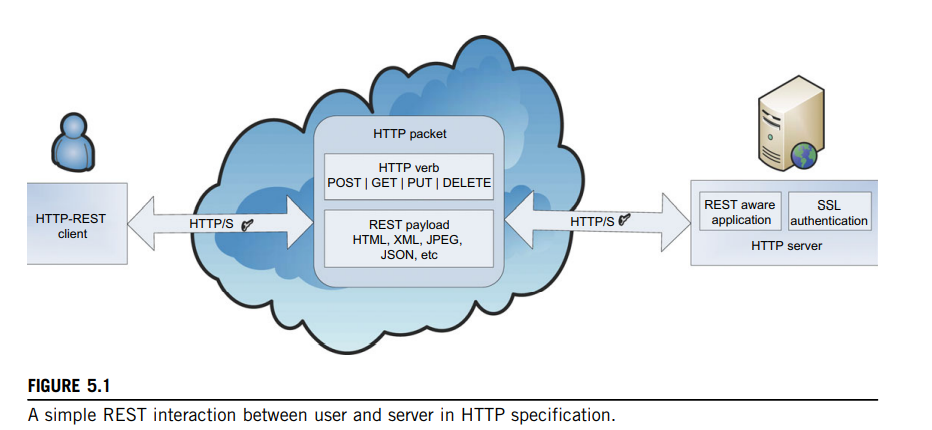 HTTP packet
HTTP verb
POST | GET | PUT | DELETE
REST payload
HTML, XML, JPEG,
JSON, etc
HTTP-REST
client
HTTP/S
HTTP/S
REST aware
application
SSL
authentication
HTTP server
FIGURE 5.1
A simple REST interaction between user and server in HTTP specification.